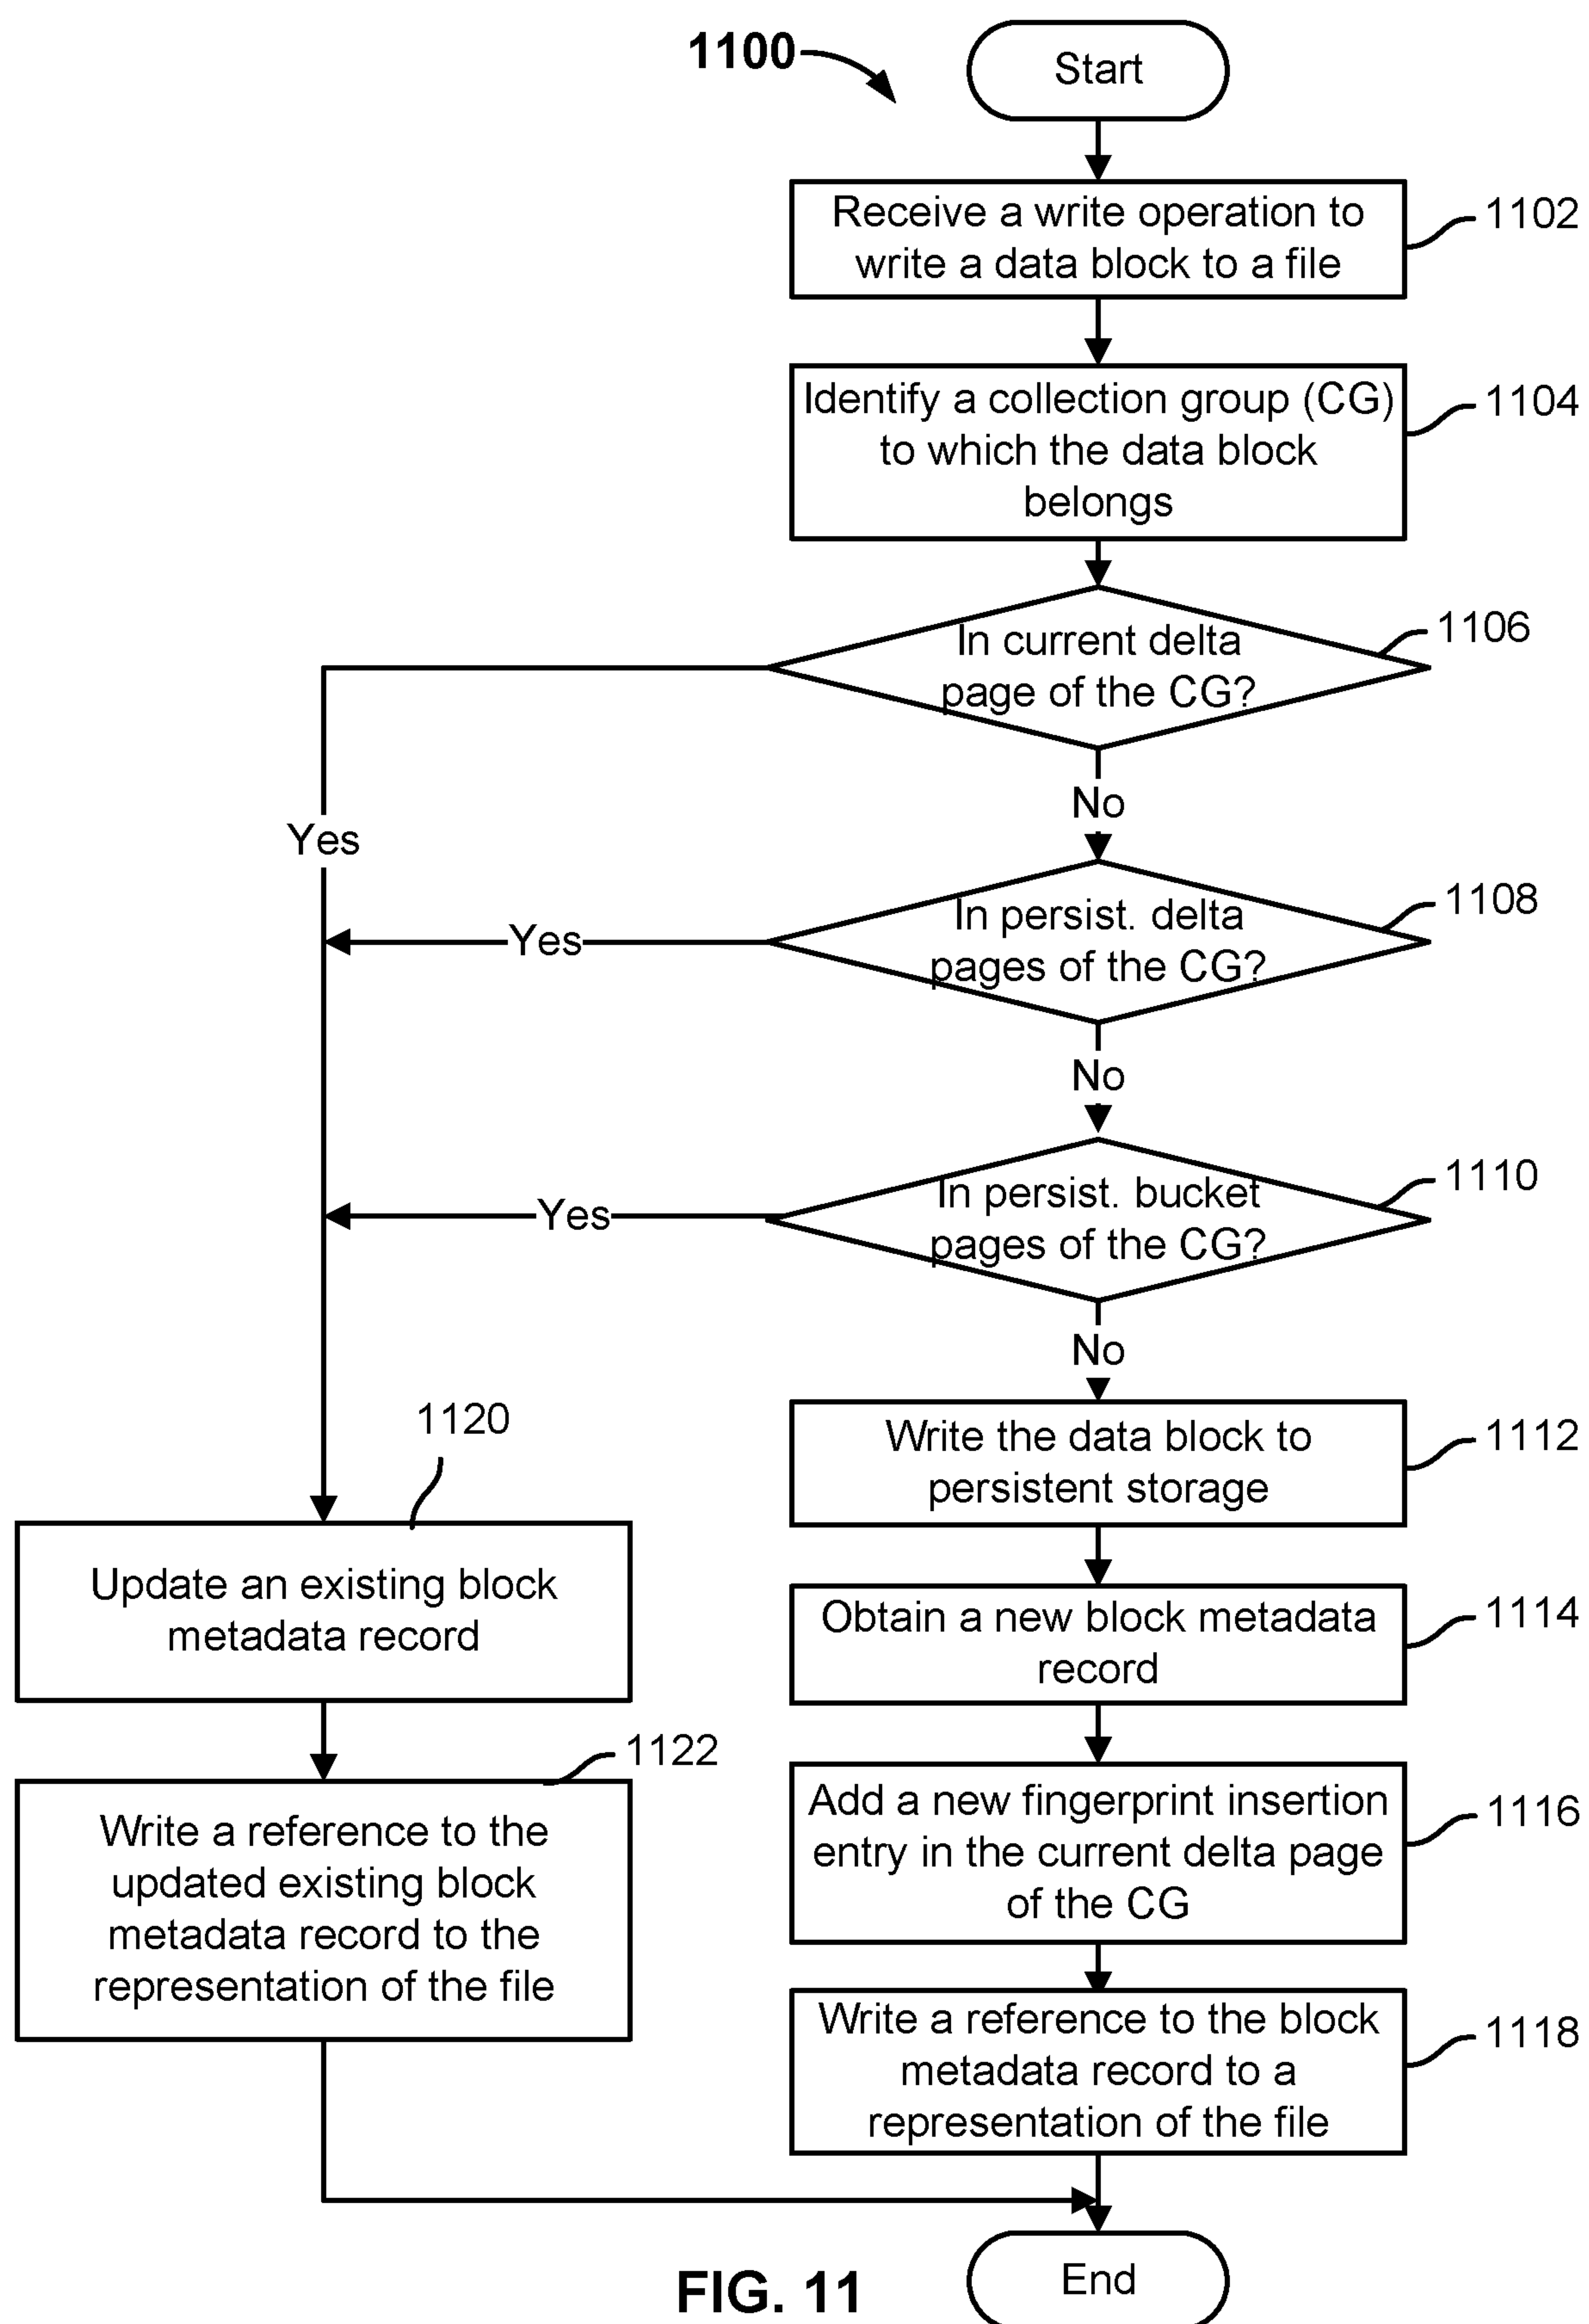 1100
Start
Receive a write operation to
write a data block to a file
1102
Identify a collection group (CG)
to which the data block
belongs
1104
In current delta
page of the CG?
1106
Yes
No
In persist. delta
pages of the CG?
1108
Yes
No
In persist. bucket
pages of the CG?
1110
Yes
No
Write the data block to
persistent storage
1112
1120
Update an existing block
metadata record
Obtain a new block metadata
record
1114
1122
Write a reference to the
updated existing block
metadata record to the
representation of the file
Add a new fingerprint insertion
entry in the current delta page
of the CG
1116
Write a reference to the block
metadata record to a
representation of the file
1118
End
FIG. 11